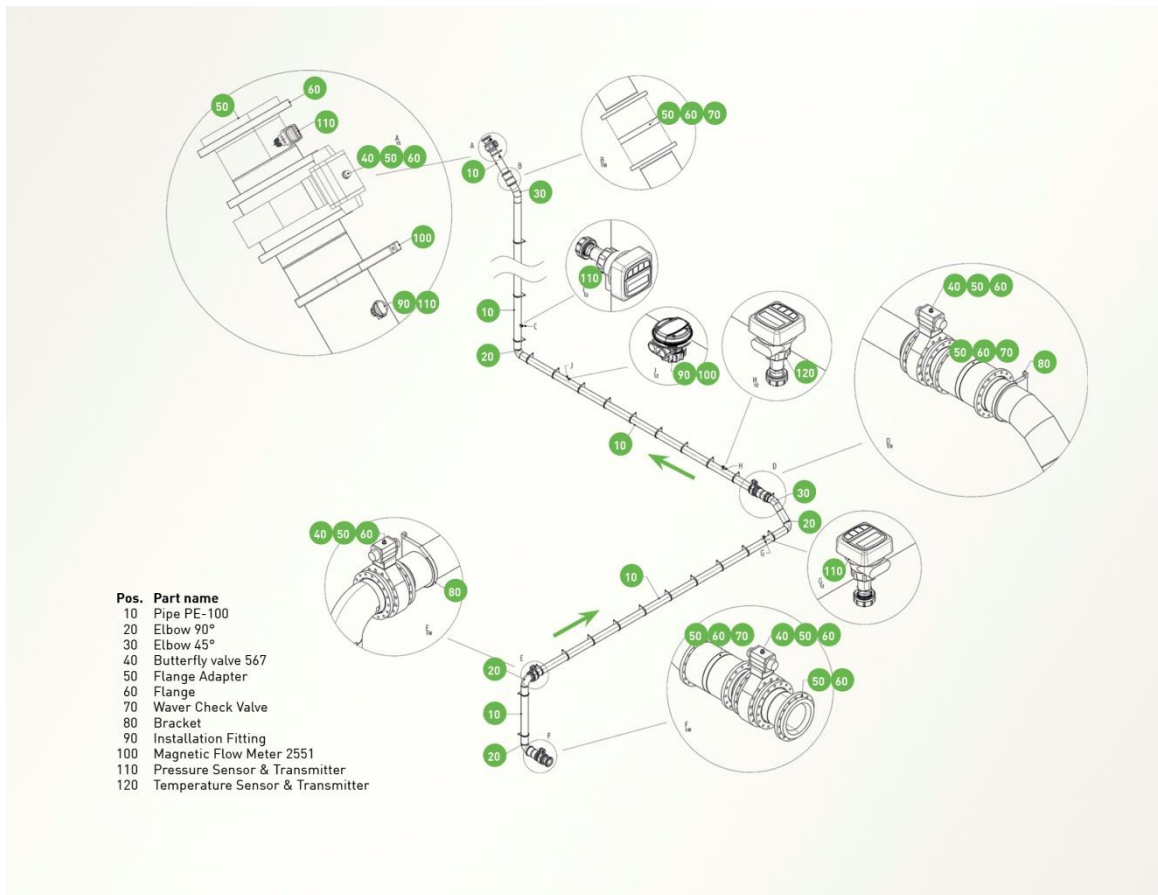 50
60
110
A
40 50 60
100
90 110
50 60 70
B
A
10
B
30
110
10
C
20
J
90 100
H
120
40 50 60
50 60 70
80
D
10
H
D
30
20
G
110
40 50 60
80
E
10
E
20
10
20
F
50 60 70
40 50 60
50 60
F
Pos. Part name
10 Pipe PE-100
20 Elbow 90°
30 Elbow 45°
40 Butterfly valve 567
50 Flange Adapter
60 Flange
70 Waver Check Valve
80 Bracket
90 Installation Fitting
100 Magnetic Flow Meter 2551
110 Pressure Sensor & Transmitter
120 Temperature Sensor & Transmitter